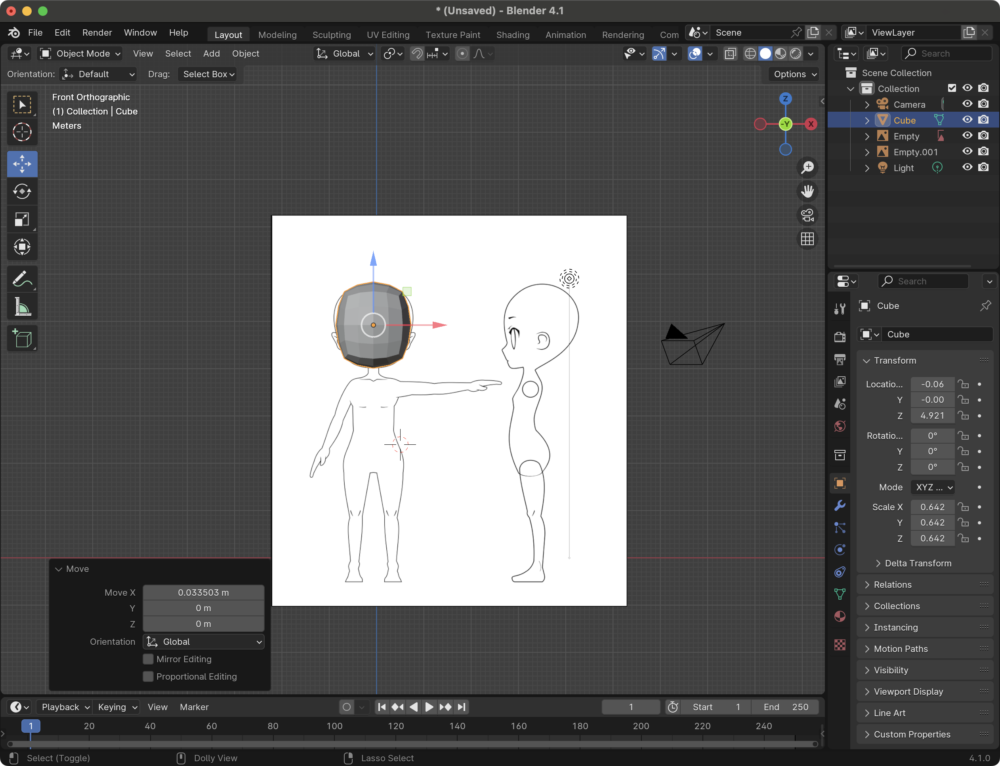 * (Unsaved) - Blender 4.1
File Edit Render Window Help Layout Modeling Sculpting UV Editing Texture Paint Shading Animation Rendering Com Scene ViewLayer
Object Mode View Select Add Object Global Search
Orientation: Default Drag: Select Box Options
Front Orthographic
(1) Collection | Cube
Meters
Z
-Y X
Scene Collection
Collection
Camera
Cube
Empty
Empty.001
Light
Search
Cube
Cube
Transform
Locatio... -0.06
Y -0.00
Z 4.921
Rotatio... 0°
Y 0°
Z 0°
Mode XYZ ...
Scale X 0.642
Y 0.642
Z 0.642
Delta Transform
Relations
Collections
Instancing
Motion Paths
Visibility
Viewport Display
Line Art
Custom Properties
Move
Move X 0.033503 m
Y 0 m
Z 0 m
Orientation Global
Mirror Editing
Proportional Editing
Playback Keying View Marker 1 Start 1 End 250
1 20 40 60 80 100 120 140 160 180 200 220 240
Select (Toggle) Dolly View Lasso Select 4.1.0